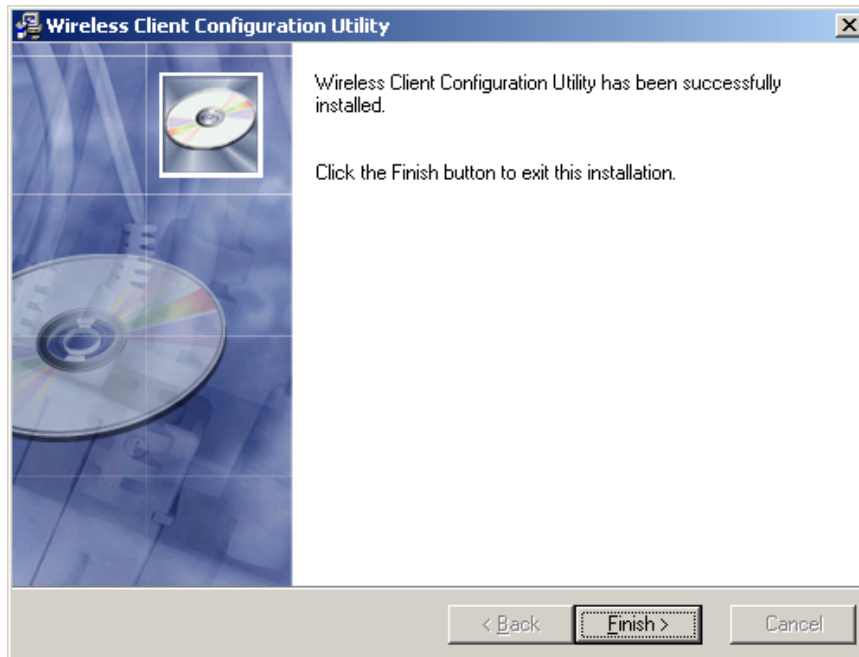 Wireless Client Configuration Utility
Wireless Client Configuration Utility has been successfully
installed.
Click the Finish button to exit this installation.
< Back
Finish >
Cancel